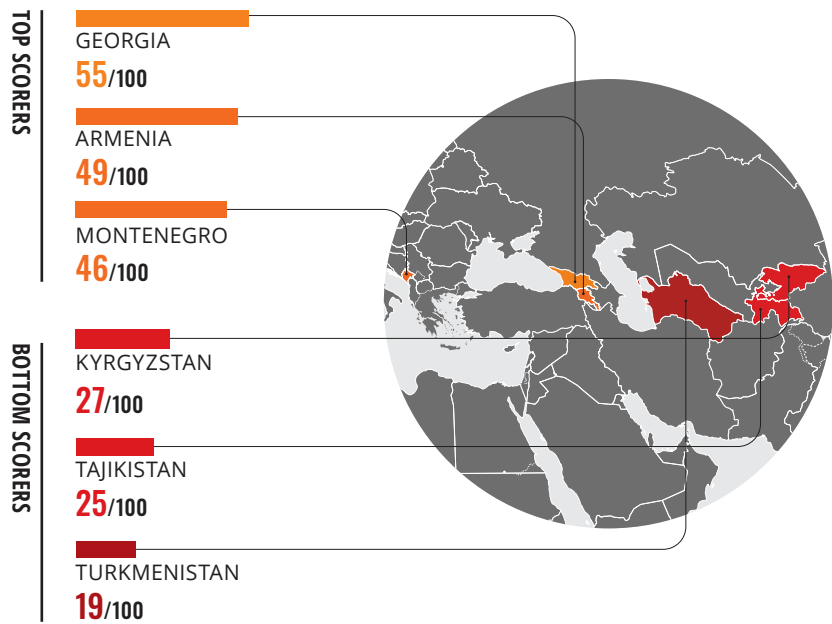 TOP SCORERS
GEORGIA
55/100
ARMENIA
49/100
MONTENEGRO
46/100
BOTTOM SCORERS
KYRGYZSTAN
27/100
TAJIKISTAN
25/100
TURKMENISTAN
19/100